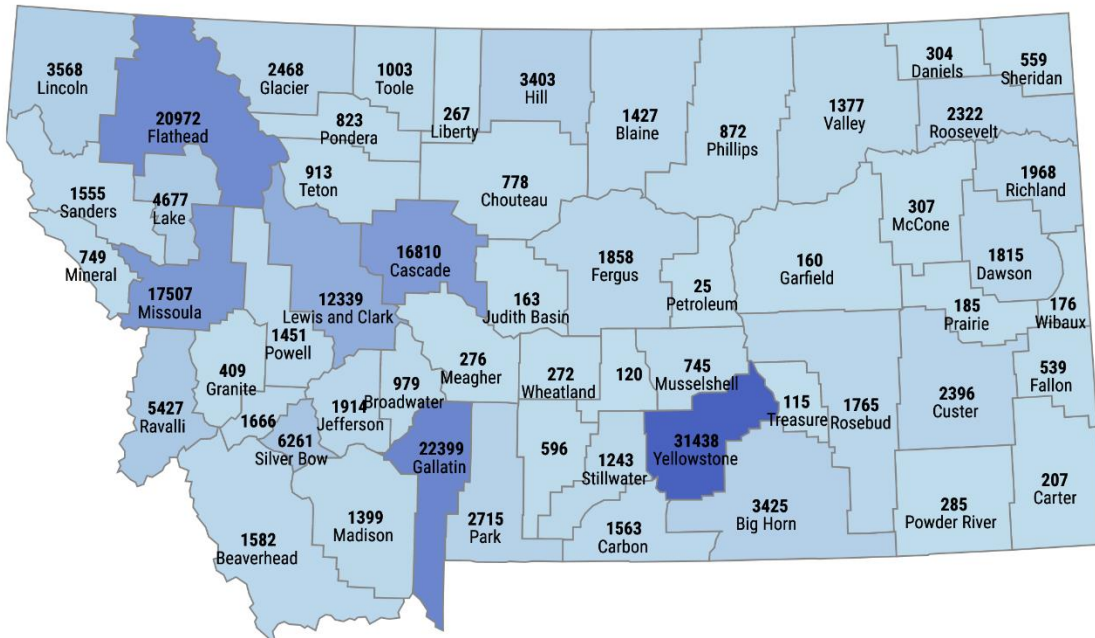 304
Daniels
559
Sheridan
3568
Lincoln
2468
Glacier
1003
Toole
3403
Hill
20972
Flathead
823
Pondera
267
Liberty
1427
Blaine
872
Phillips
1377
Valley
2322
Roosevelt
913
Teton
1968
Richland
1555
Sanders
4677
Lake
778
Chouteau
307
McCone
749
Mineral
16810
Cascade
1858
Fergus
160
Garfield
1815
Dawson
17507
Missoula
12339
Lewis and Clark
163
Judith Basin
25
Petroleum
185
Prairie
176
Wibaux
1451
Powell
409
Granite
276
Meagher
272
Wheatland
120
745
Musselshell
539
Fallon
979
Broadwater
5427
Ravalli
1666
1914
Jefferson
115
Treasure
1765
Rosebud
2396
Custer
6261
Silver Bow
22399
Gallatin
596
1243
Stillwater
31438
Yellowstone
207
Carter
1582
Beaverhead
1399
Madison
2715
Park
1563
Carbon
3425
Big Horn
285
Powder River